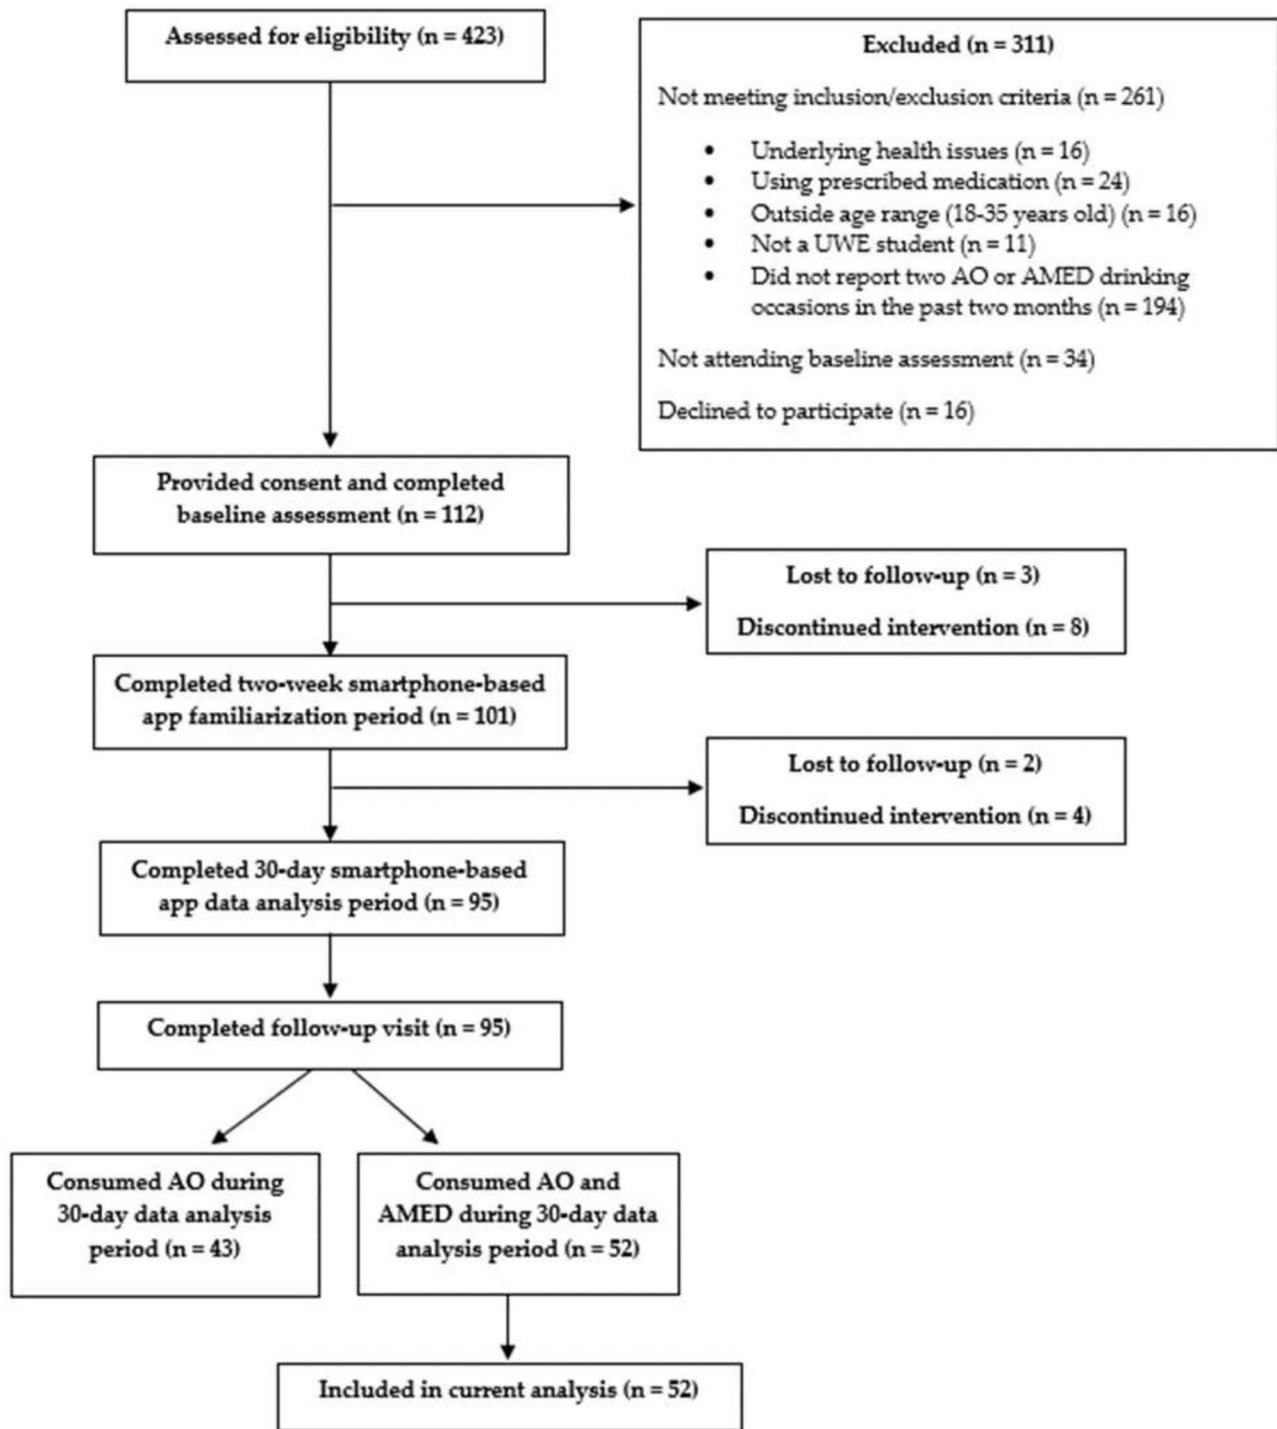 Assessed for eligibility (n = 423)
Excluded (n = 311)
Not meeting inclusion/exclusion criteria (n = 261)
• Underlying health issues (n = 16)
• Using prescribed medication (n = 24)
• Outside age range (18-35 years old) (n = 16)
• Not a UWE student (n = 11)
• Did not report two AO or AMED drinking
occasions in the past two months (n = 194)
Not attending baseline assessment (n = 34)
Declined to participate (n = 16)
Provided consent and completed
baseline assessment (n = 112)
Lost to follow-up (n = 3)
Discontinued intervention (n = 8)
Completed two-week smartphone-based
app familiarization period (n = 101)
Lost to follow-up (n = 2)
Discontinued intervention (n = 4)
Completed 30-day smartphone-based
app data analysis period (n = 95)
Completed follow-up visit (n = 95)
Consumed AO during
30-day data analysis
period (n = 43)
Consumed AO and
AMED during 30-day data
analysis period (n = 52)
Included in current analysis (n = 52)